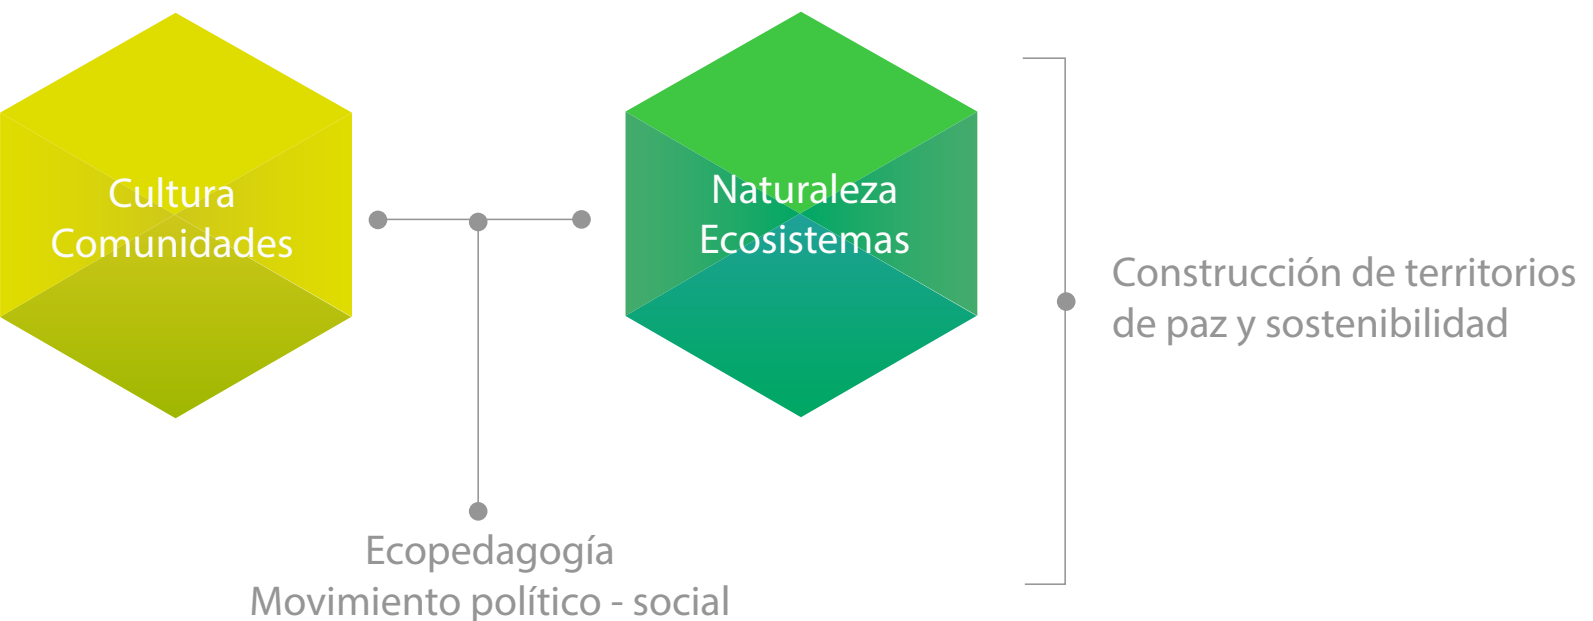 Cultura
Comunidades
Naturaleza
Ecosistemas
Construcción de territorios
de paz y sostenibilidad
Ecopedagogía
Movimiento político - social